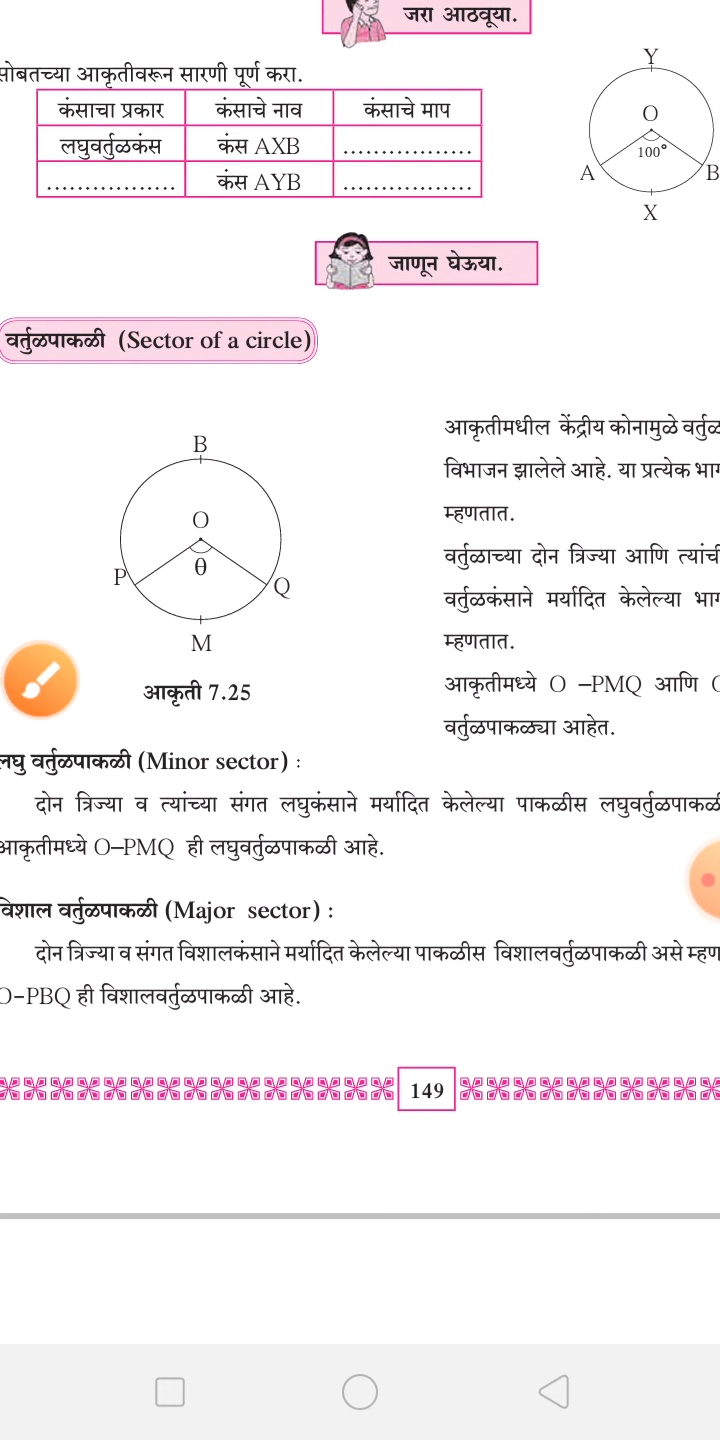 जरा आठवूया.
सोबतच्या आकृतीवरून सारणी पूर्ण करा.
कंसाचा प्रकार कंसाचे नाव कंसाचे माप
लघुवर्तुळकंस कंस AXB .................
................. कंस AYB .................
Y
O
100°
A B
X
जाणून घेऊया.
वर्तुळपाकळी (Sector of a circle)
B
O
θ
P Q
M
आकृती 7.25
आकृतीमधील केंद्रीय कोनामुळे वर्तुळ
विभाजन झालेले आहे. या प्रत्येक
म्हणतात.
वर्तुळाच्या दोन त्रिज्या आणि त्यांची
वर्तुळकंसाने मर्यादित केलेल्या
म्हणतात.
आकृतीमध्ये O –PMQ आणि
वर्तुळपाकळ्या आहेत.
लघु वर्तुळपाकळी (Minor sector) :
दोन त्रिज्या व त्यांच्या संगत लघुकंसाने मर्यादित केलेल्या पाकळीस लघुवर्तुळपाकळी
आकृतीमध्ये O–PMQ ही लघुवर्तुळपाकळी आहे.
विशाल वर्तुळपाकळी (Major sector) :
दोन त्रिज्या व संगत विशालकंसाने मर्यादित केलेल्या पाकळीस विशालवर्तुळपाकळी असे
O-PBQ ही विशालवर्तुळपाकळी आहे.
149